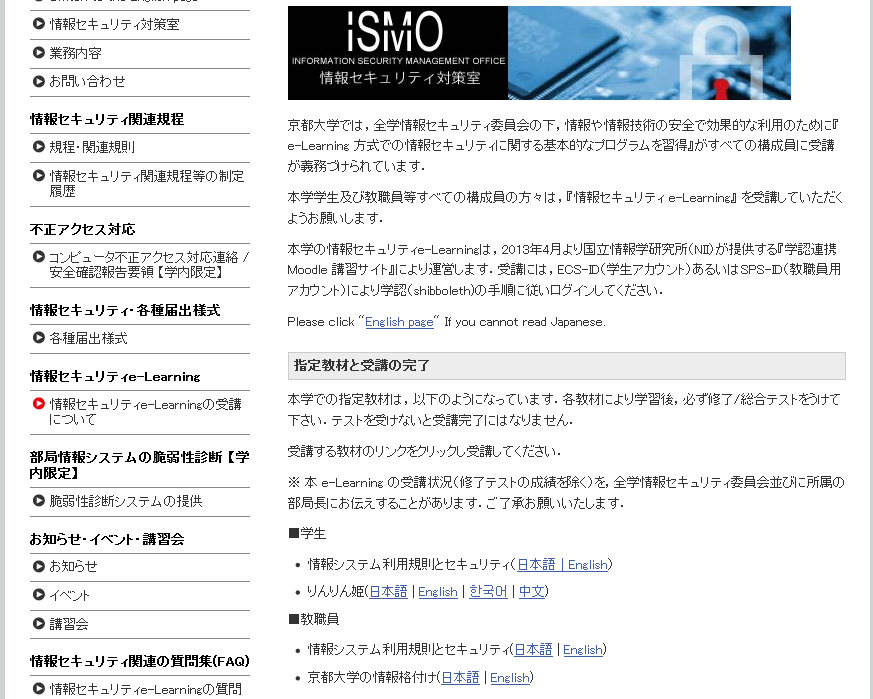 情報セキュリティ対策室
業務内容
お問い合わせ
情報セキュリティ関連規程
規程・関連規則
情報セキュリティ関連規程等の制定
履歴
不正アクセス対応
コンピュータ不正アクセス対応連絡 /
安全確認報告要領【学内限定】
情報セキュリティ・各種届出様式
各種届出様式
情報セキュリティe-Learning
情報セキュリティe-Learningの受講
について
部局情報システムの脆弱性診断【学
内限定】
脆弱性診断システムの提供
お知らせ・イベント・講習会
お知らせ
イベント
講習会
情報セキュリティ関連の質問集(FAQ)
情報セキュリティe-Learningの質問
iSMO
INFORMATION SECURITY MANAGEMENT OFFICE
情報セキュリティ対策室
京都大学では，全学情報セキュリティ委員会の下，情報や情報技術の安全で効果的な利用のために『
e-Learning 方式での情報セキュリティに関する基本的なプログラムを習得』がすべての構成員に受講
が義務づけられています．
本学学生及び教職員等すべての構成員の方々は，『情報セキュリティ e-Learning』 を受講していただく
ようお願いします．
本学の情報セキュリティe-Learningは，2013年4月より国立情報学研究所（NII）が提供する『学認連携
Moodle 講習サイト』により運営します．受講には，ECS-ID（学生アカウント）あるいはSPS-ID（教職員用
アカウント）により学認（shibboleth)の手順に従いログインしてください．
Please click “English page“ If you cannot read Japanese.
指定教材と受講の完了
本学での指定教材は，以下のようになっています．各教材により学習後，必ず修了/総合テストをうけて
下さい．テストを受けないと受講完了にはなりません．
受講する教材のリンクをクリックし受講してください．
※ 本 e-Learning の受講状況（修了テストの成績を除く）を，全学情報セキュリティ委員会並びに所属の
部局長にお伝えすることがあります．ご了承お願いいたします．
■学生
• 情報システム利用規則とセキュリティ（日本語 | English)
• りんりん姫(日本語 | English | 한국어 | 中文)
■教職員
• 情報システム利用規則とセキュリティ(日本語 | English)
• 京都大学の情報格付け(日本語 | English)